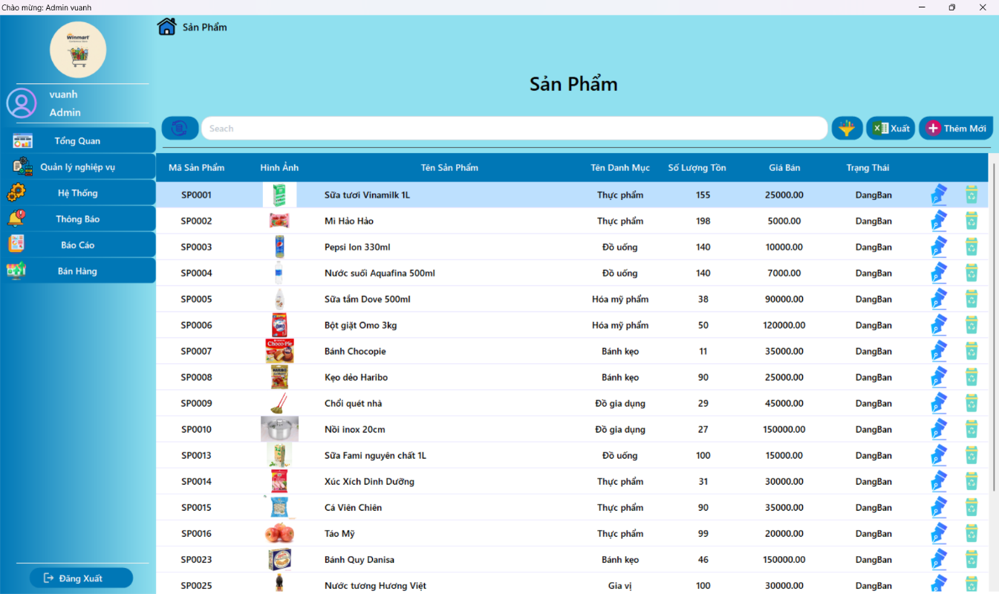 Chào mừng: Admin vuanh
Winmart
Sản Phẩm
vuanh
Admin
Sản Phẩm
Seach
Xuất
Thêm Mới
Tổng Quan
Quản lý nghiệp vụ
Hệ Thống
Thông Báo
Báo Cáo
Bán Hàng
Đăng Xuất
Mã Sản Phẩm Hình Ảnh Tên Sản Phẩm Tên Danh Mục Số Lượng Tồn Giá Bán Trạng Thái
SP0001 Sữa tươi Vinamilk 1L Thực phẩm 155 25000.00 DangBan
SP0002 Mì Hảo Hảo Thực phẩm 198 5000.00 DangBan
SP0003 Pepsi lon 330ml Đồ uống 140 10000.00 DangBan
SP0004 Nước suối Aquafina 500ml Đồ uống 140 7000.00 DangBan
SP0005 Sữa tắm Dove 500ml Hóa mỹ phẩm 38 90000.00 DangBan
SP0006 Bột giặt Omo 3kg Hóa mỹ phẩm 50 120000.00 DangBan
SP0007 Bánh Chocopie Bánh kẹo 11 35000.00 DangBan
SP0008 Kẹo dẻo Haribo Bánh kẹo 90 25000.00 DangBan
SP0009 Chổi quét nhà Đồ gia dụng 29 45000.00 DangBan
SP0010 Nồi inox 20cm Đồ gia dụng 27 150000.00 DangBan
SP0013 Sữa Fami nguyên chất 1L Đồ uống 100 15000.00 DangBan
SP0014 Xúc Xích Dinh Dưỡng Thực phẩm 31 30000.00 DangBan
SP0015 Cá Viên Chiên Thực phẩm 90 35000.00 DangBan
SP0016 Táo Mỹ Thực phẩm 99 20000.00 DangBan
SP0023 Bánh Quy Danisa Bánh kẹo 46 150000.00 DangBan
SP0025 Nước tương Hương Việt Gia vị 100 30000.00 DangBan